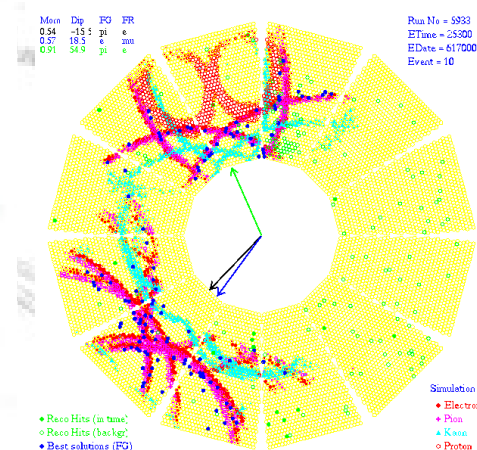 Mom Dip FG FR
0.54 -15.5 pi e
0.57 18.5 e mu
0.91 54.9 pi e
Run No = 5933
ETime = 25300
EDate = 617000
Event = 10
Simulation
Reco Hits (in time)
Reco Hits (backgr)
Best solutions (FG)
Electro
Pion
Kaon
Proton